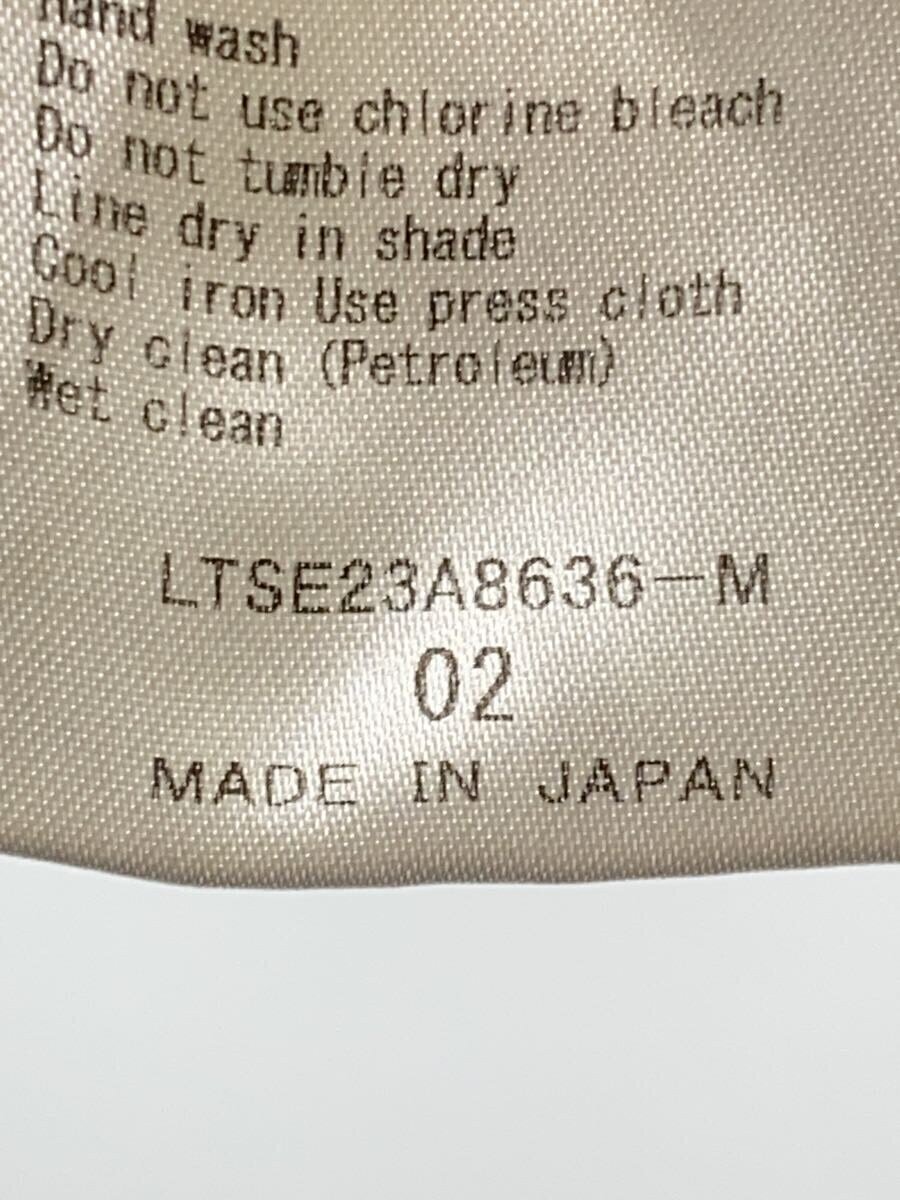 Hand wash
Do not use chlorine bleach
Do not tumble dry
Line dry in shade
Cool iron Use press cloth
Dry clean (Petroleum)
Wet clean
LTSE23A8636-M
02
MADE IN JAPAN